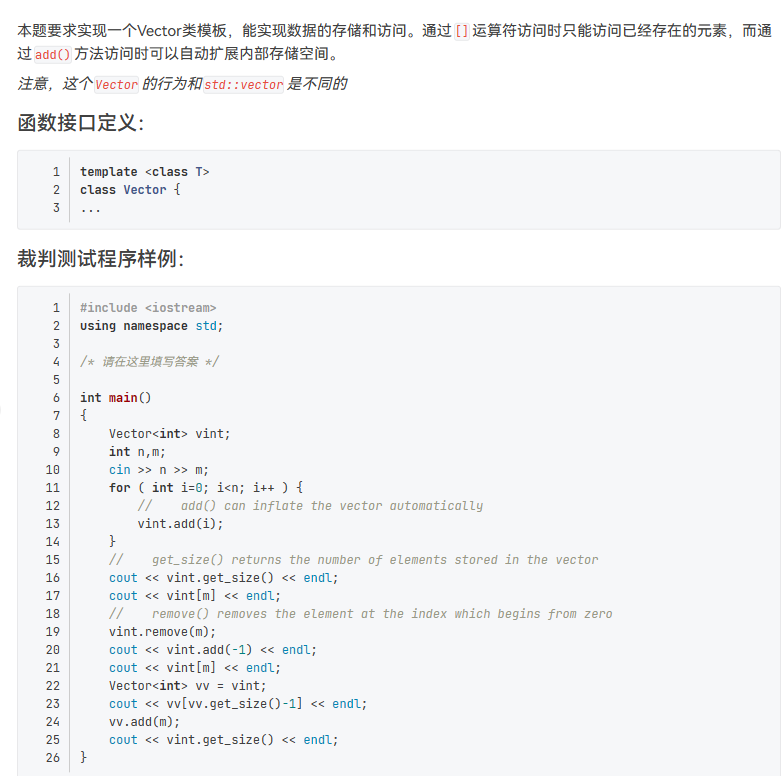 本题要求实现一个Vector类模板，能实现数据的存储和访问。通过[]运算符访问时只能访问已经存在的元素，而通
过add()方法访问时可以自动扩展内部存储空间。
注意，这个Vector的行为和std::vector是不同的
函数接口定义：
1 template <class T>
2 class Vector {
3 ...
裁判测试程序样例：
1 #include <iostream>
2 using namespace std;
3
4 /* 请在这里填写答案 */
5
6 int main()
7 {
8     Vector<int> vint;
9     int n,m;
10     cin >> n >> m;
11     for ( int i=0; i<n; i++ ) {
12         //    add() can inflate the vector automatically
13         vint.add(i);
14     }
15     //    get_size() returns the number of elements stored in the vector
16     cout << vint.get_size() << endl;
17     cout << vint[m] << endl;
18     //    remove() removes the element at the index which begins from zero
19     vint.remove(m);
20     cout << vint.add(-1) << endl;
21     cout << vint[m] << endl;
22     Vector<int> vv = vint;
23     cout << vv[vv.get_size()-1] << endl;
24     vv.add(m);
25     cout << vint.get_size() << endl;
26 }